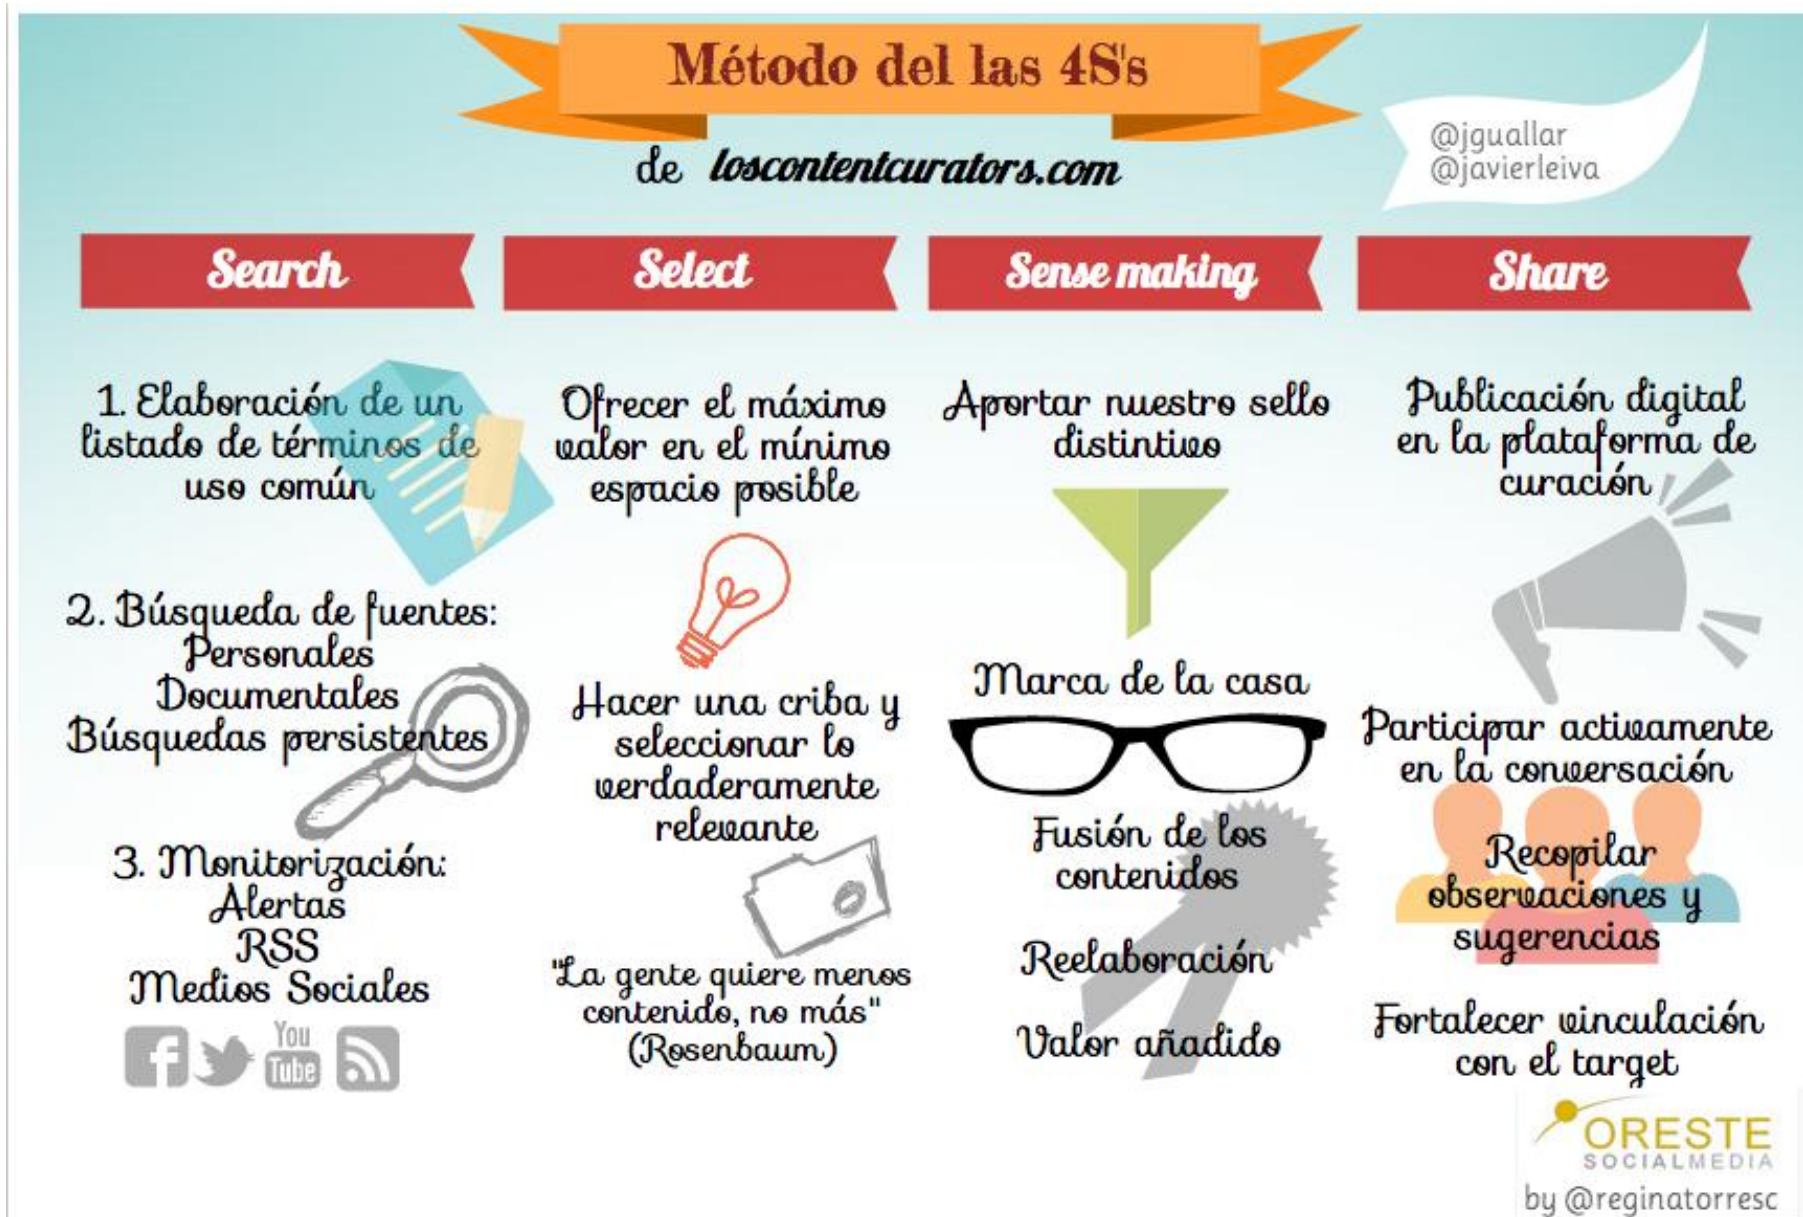 Método del las 4S's
de loscontentcurators.com
@jguallar
@javierleiva
Search
1. Elaboración de un
listado de términos de
uso común
2. Búsqueda de fuentes:
Personales
Documentales
Búsquedas persistentes
3. Monitorización:
Alertas
RSS
Medios Sociales
f
You
Tube
Select
Ofrecer el máximo
valor en el mínimo
espacio posible
Hacer una criba y
seleccionar lo
verdaderamente
relevante
"La gente quiere menos
contenido, no más"
(Rosenbaum)
Sense making
Aportar nuestro sello
distintivo
Marca de la casa
Fusión de los
contenidos
Reelaboración
Valor añadido
Share
Publicación digital
en la plataforma de
curación
Participar activamente
en la conversación
Recopilar
observaciones y
sugerencias
Fortalecer vinculación
con el target
ORESTE
SOCIALMEDIA
by @reginatorresc